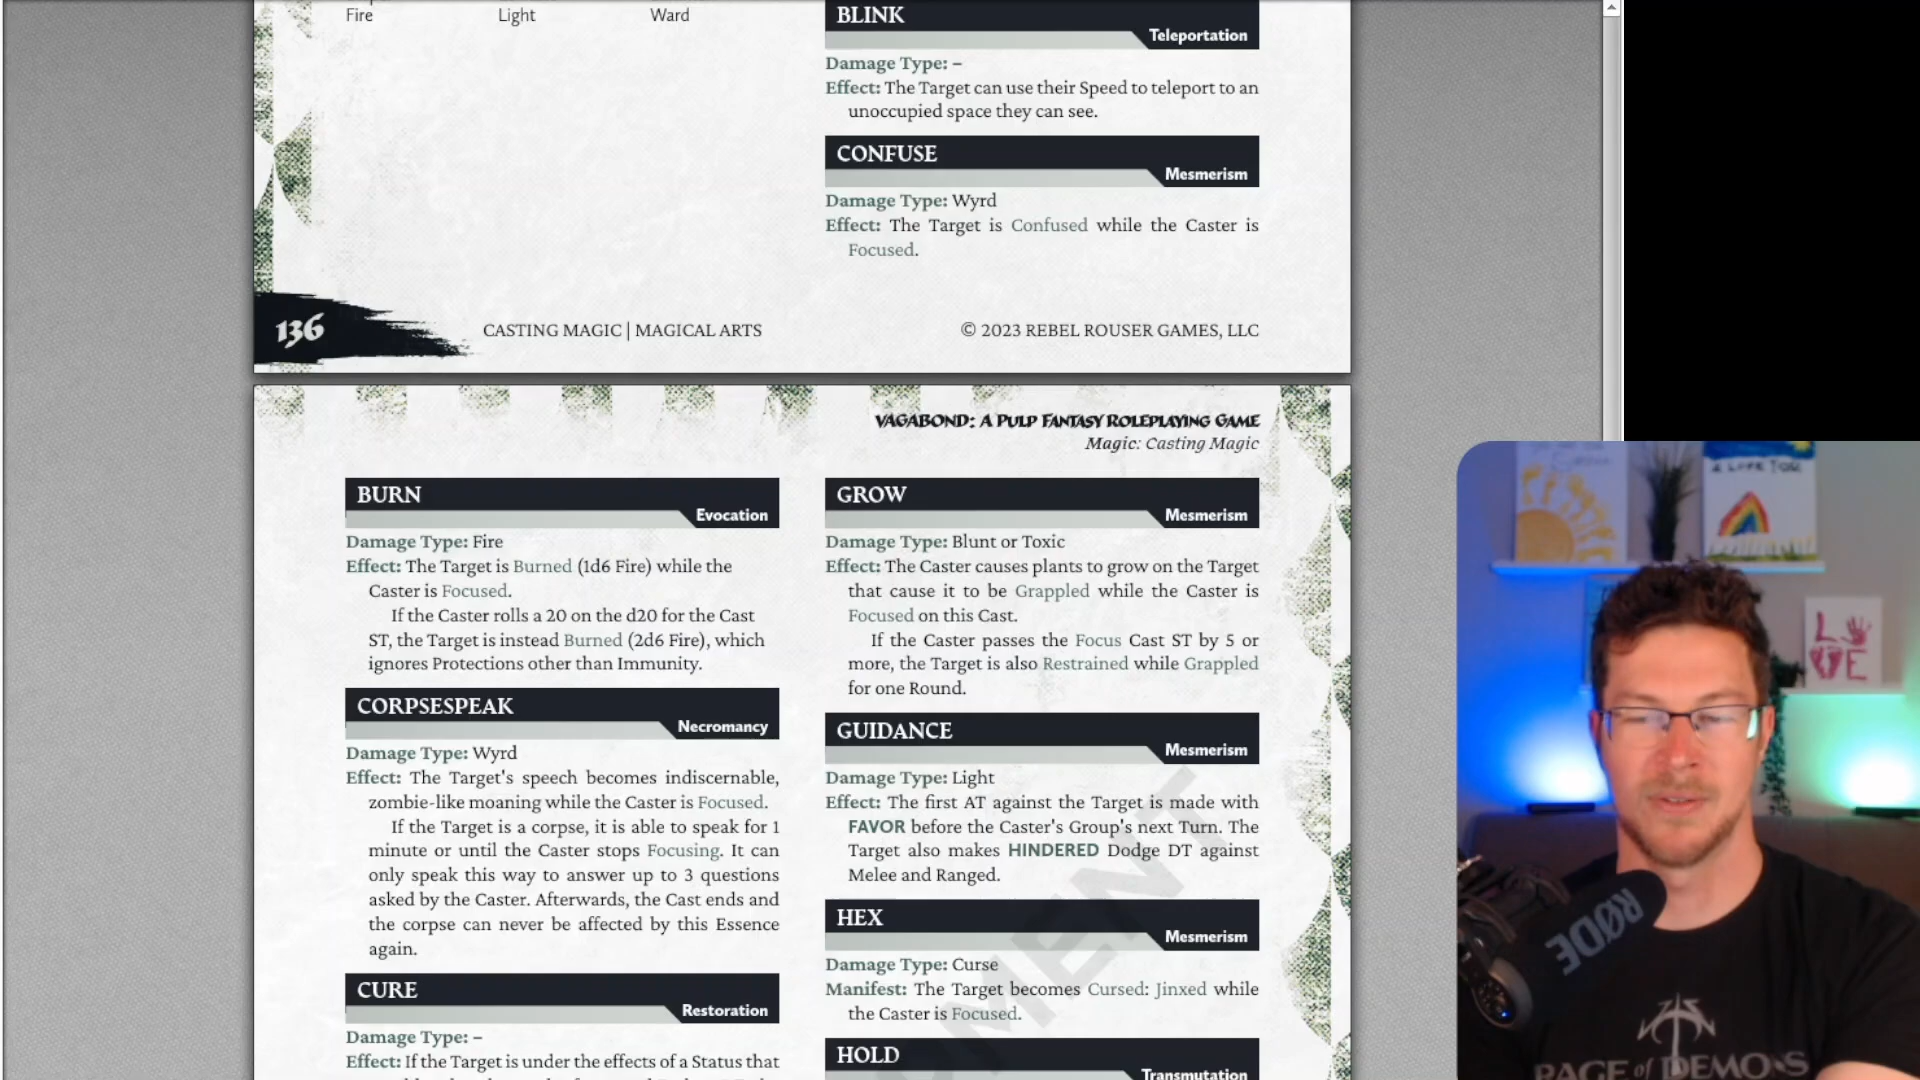 Fire Light Ward
BLINK
Teleportation
Damage Type: –
Effect: The Target can use their Speed to teleport to an
unoccupied space they can see.
CONFUSE
Mesmerism
Damage Type: Wyrd
Effect: The Target is Confused while the Caster is
Focused.
136
CASTING MAGIC | MAGICAL ARTS
© 2023 REBEL ROUSER GAMES, LLC
VAGABOND: A PULP FANTASY ROLEPLAYING GAME
Magic: Casting Magic
BURN
Evocation
Damage Type: Fire
Effect: The Target is Burned (1d6 Fire) while the
Caster is Focused.
If the Caster rolls a 20 on the d20 for the Cast
ST, the Target is instead Burned (2d6 Fire), which
ignores Protections other than Immunity.
CORPSESPEAK
Necromancy
Damage Type: Wyrd
Effect: The Target's speech becomes indiscernable,
zombie-like moaning while the Caster is Focused.
If the Target is a corpse, it is able to speak for 1
minute or until the Caster stops Focusing. It can
only speak this way to answer up to 3 questions
asked by the Caster. Afterwards, the Cast ends and
the corpse can never be affected by this Essence
again.
CURE
Restoration
Damage Type: –
Effect: If the Target is under the effects of a Status that
GROW
Mesmerism
Damage Type: Blunt or Toxic
Effect: The Caster causes plants to grow on the Target
that cause it to be Grappled while the Caster is
Focused on this Cast.
If the Caster passes the Focus Cast ST by 5 or
more, the Target is also Restrained while Grappled
for one Round.
GUIDANCE
Mesmerism
Damage Type: Light
Effect: The first AT against the Target is made with
FAVOR before the Caster's Group's next Turn. The
Target also makes HINDERED Dodge DT against
Melee and Ranged.
HEX
Mesmerism
Damage Type: Curse
Manifest: The Target becomes Cursed: Jinxed while
the Caster is Focused.
HOLD
Transmutation
RØDE
RAGE of DEMONS